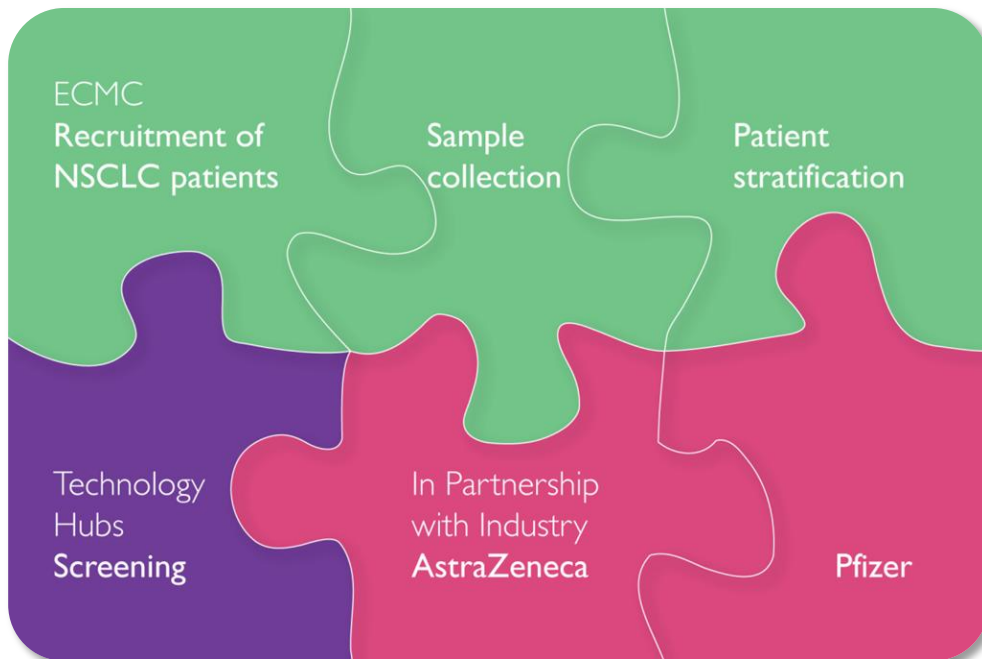 ECMC
Recruitment of
NSCLC patients
Sample
collection
Patient
stratification
Technology
Hubs
Screening
In Partnership
with Industry
AstraZeneca
Pfizer